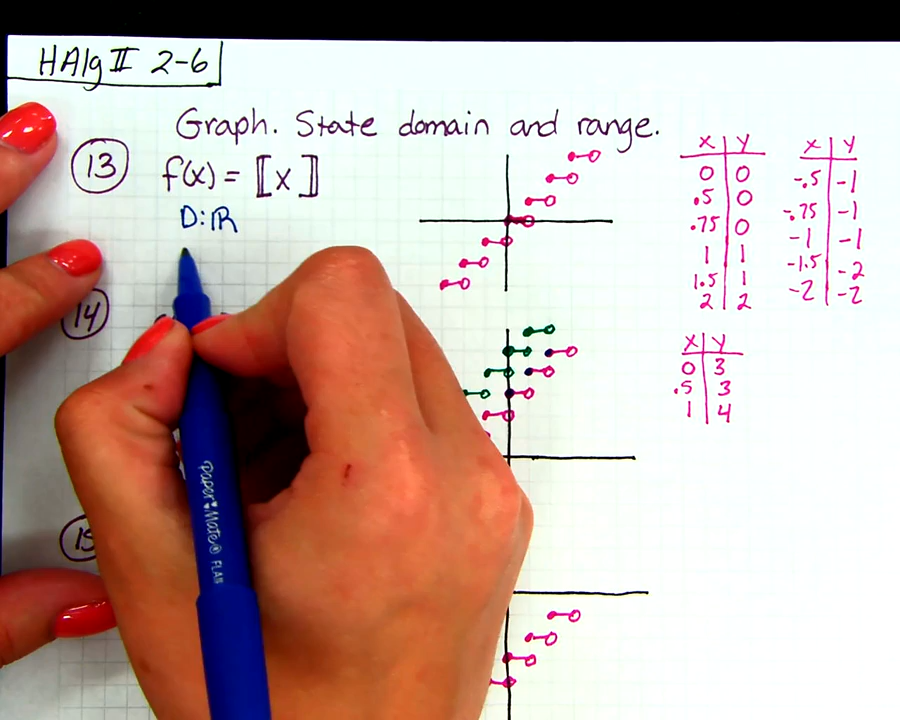 HAlg II 2-6
Graph. State domain and range.
13
f(x) = ⟦x⟧
D: ℝ
x y
0 0
.5 0
.75 0
1 1
1.5 1
2 2
x y
-.5 -1
-.75 -1
-1 -1
-1.5 -2
-2 -2
14
x y
0 3
.5 3
1 4
15
Paper Mate® FLAIR